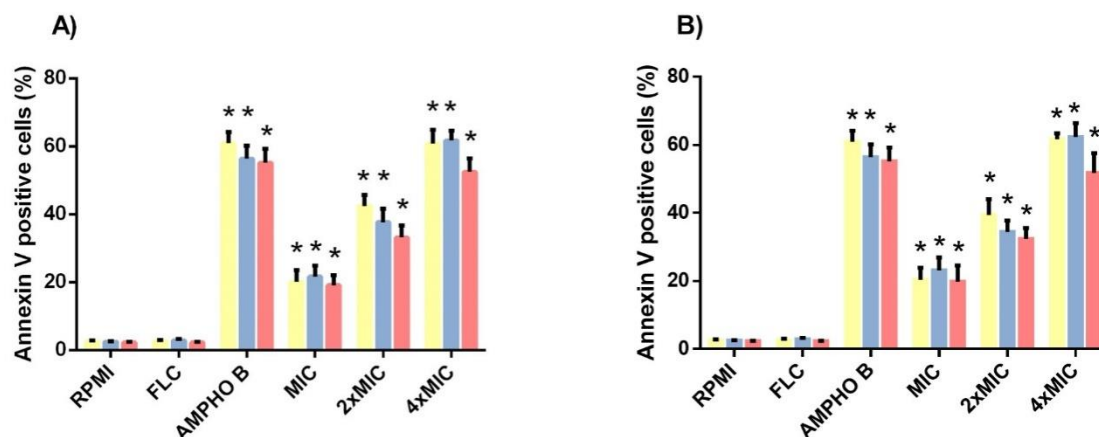 A)
Annexin V positive cells (%)
80
60
40
20
0
* * *
* * *
* * *
* * *
RPMI
FLC
AMPHO B
MIC
2xMIC
4xMIC
B)
Annexin V positive cells (%)
80
60
40
20
0
* * *
* * *
* * *
* * *
RPMI
FLC
AMPHO B
MIC
2xMIC
4xMIC